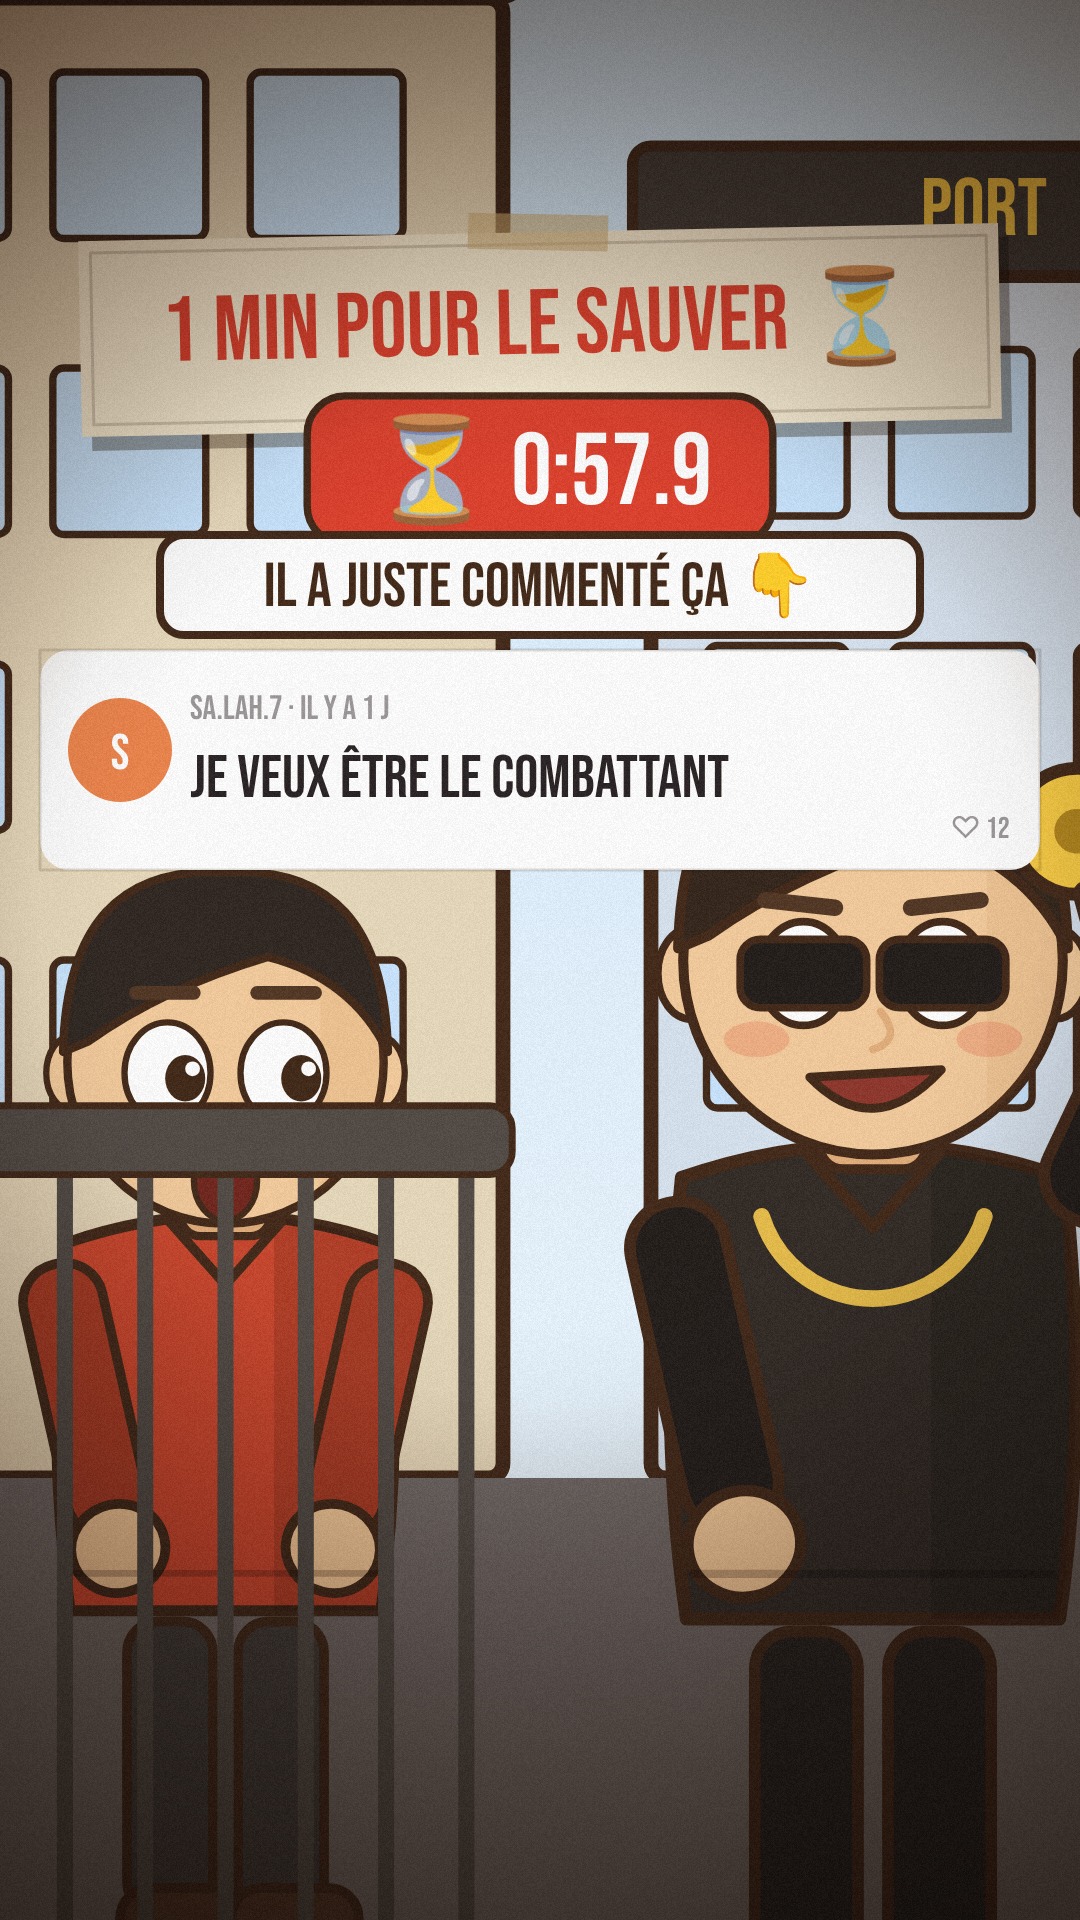 PORT
1 MIN POUR LE SAUVER ⏳
⏳ 0:57.9
IL A JUSTE COMMENTÉ ÇA 👇
S
SA.LAH.7 · IL Y A 1 J
JE VEUX ÊTRE LE COMBATTANT
♡ 12